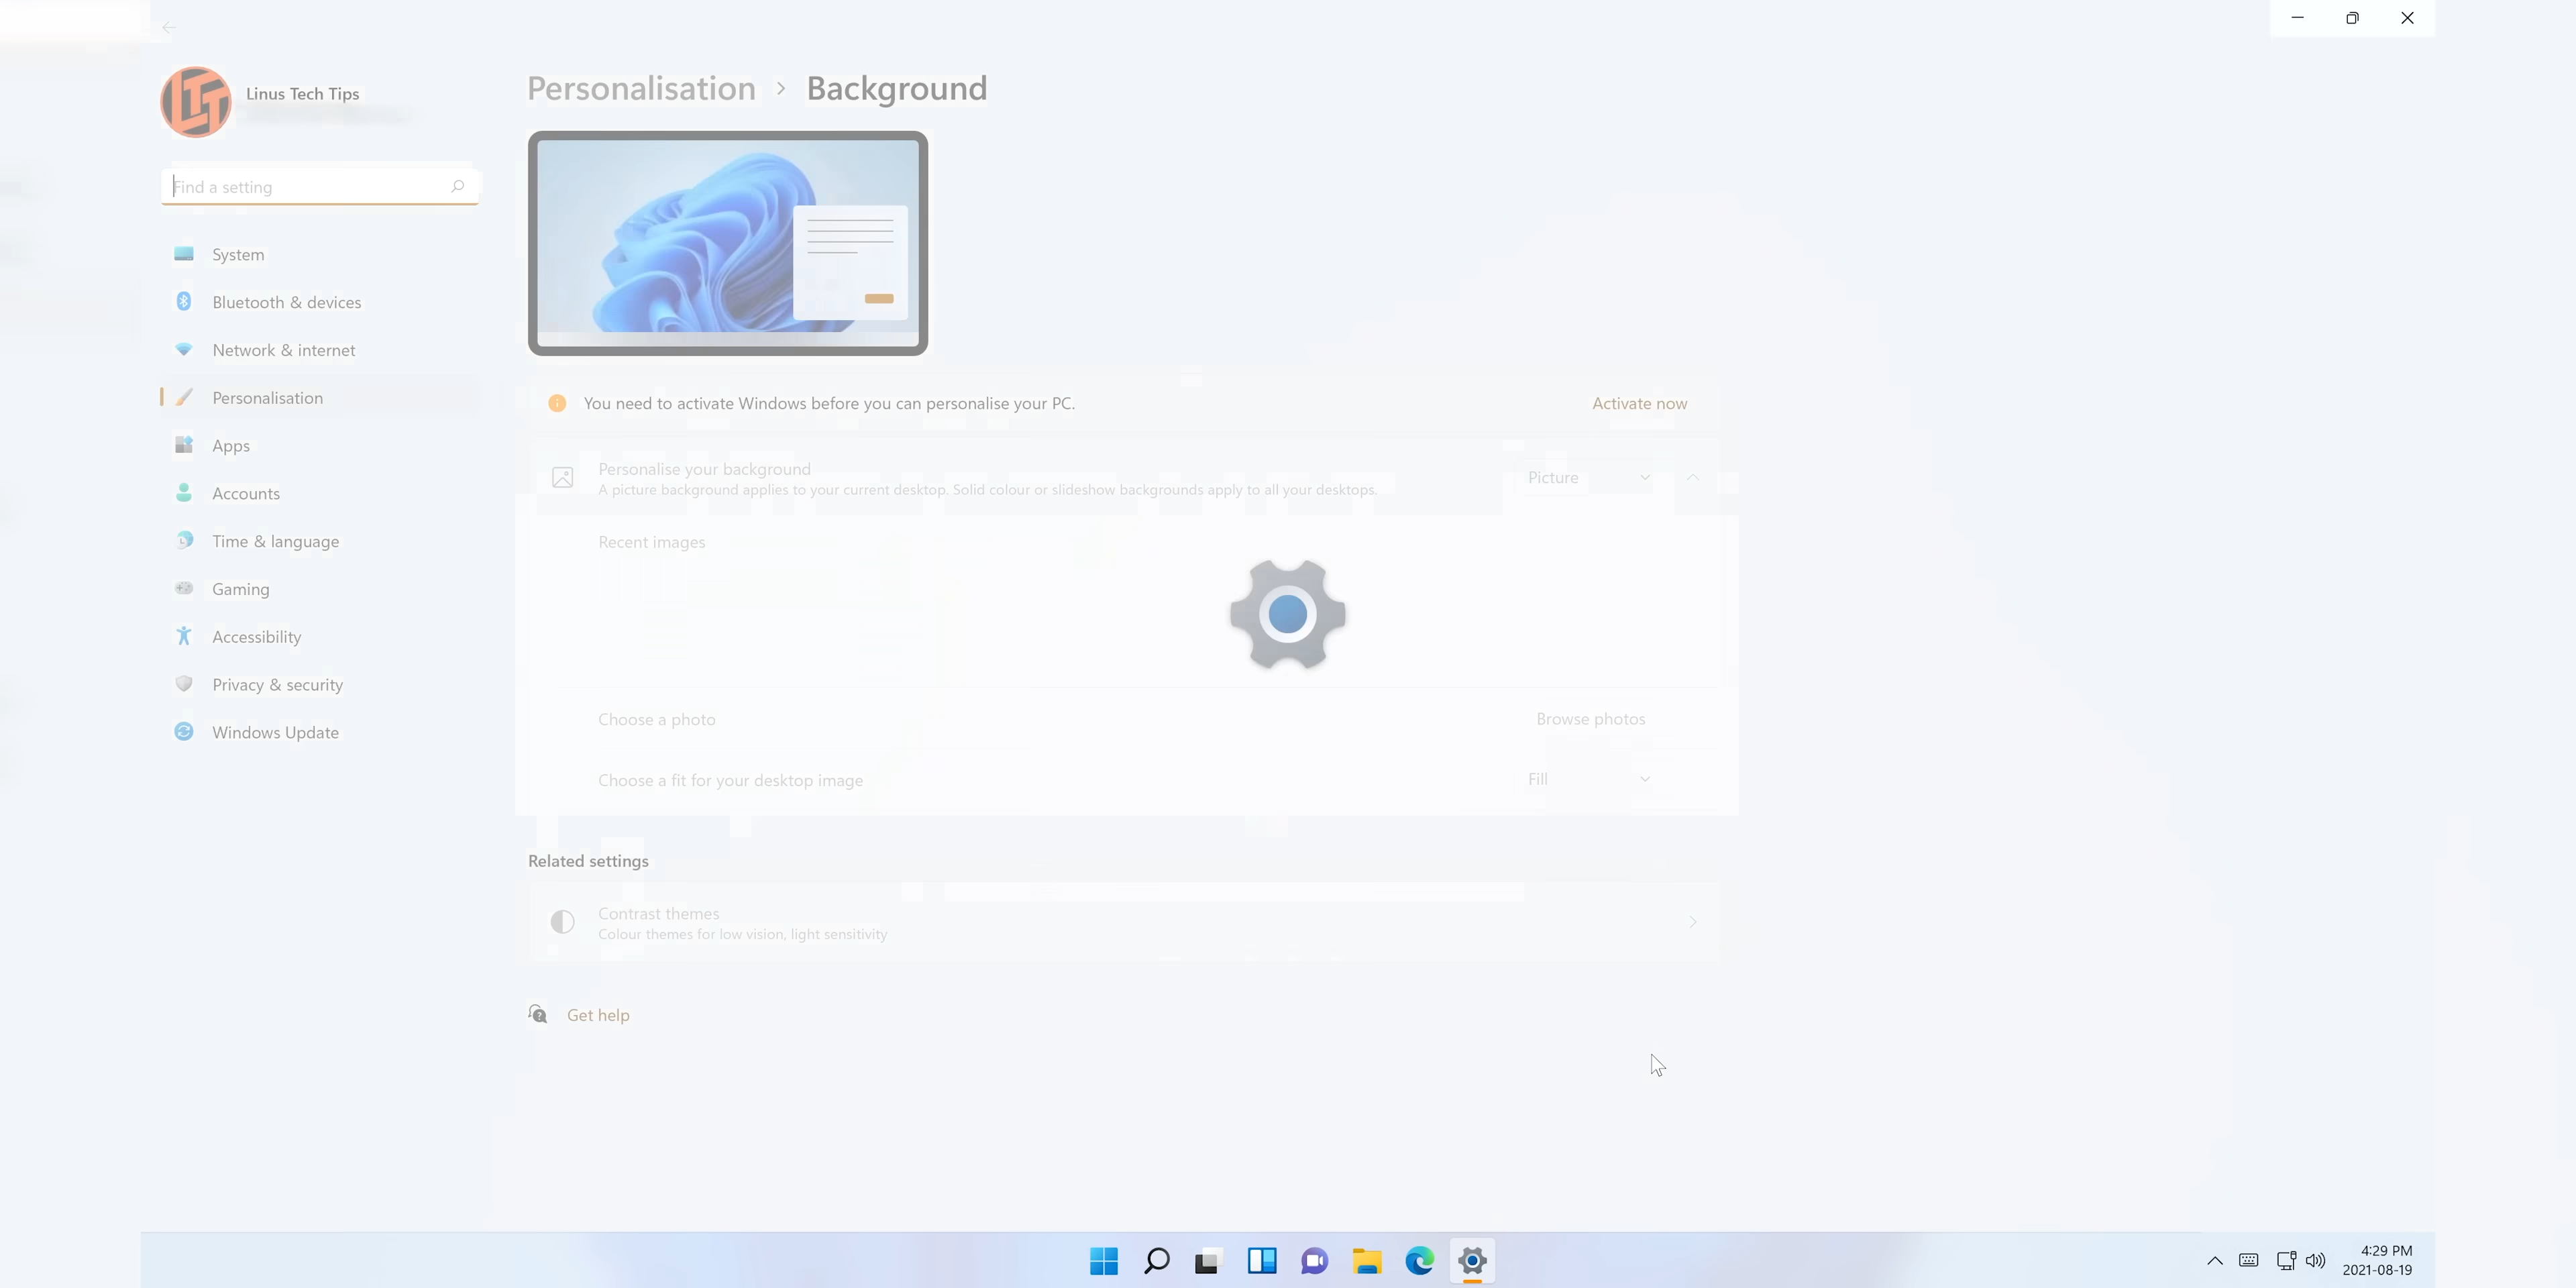 Linus Tech Tips
Find a setting
System
Bluetooth & devices
Network & internet
Personalisation
Apps
Accounts
Time & language
Gaming
Accessibility
Privacy & security
Windows Update
Personalisation > Background
You need to activate Windows before you can personalise your PC.
Activate now
Personalise your background
A picture background applies to your current desktop. Solid colour or slideshow backgrounds apply to all your desktops.
Picture
Recent images
Choose a photo
Browse photos
Choose a fit for your desktop image
Fill
Related settings
Contrast themes
Colour themes for low vision, light sensitivity
Get help
4:29 PM
2021-08-19